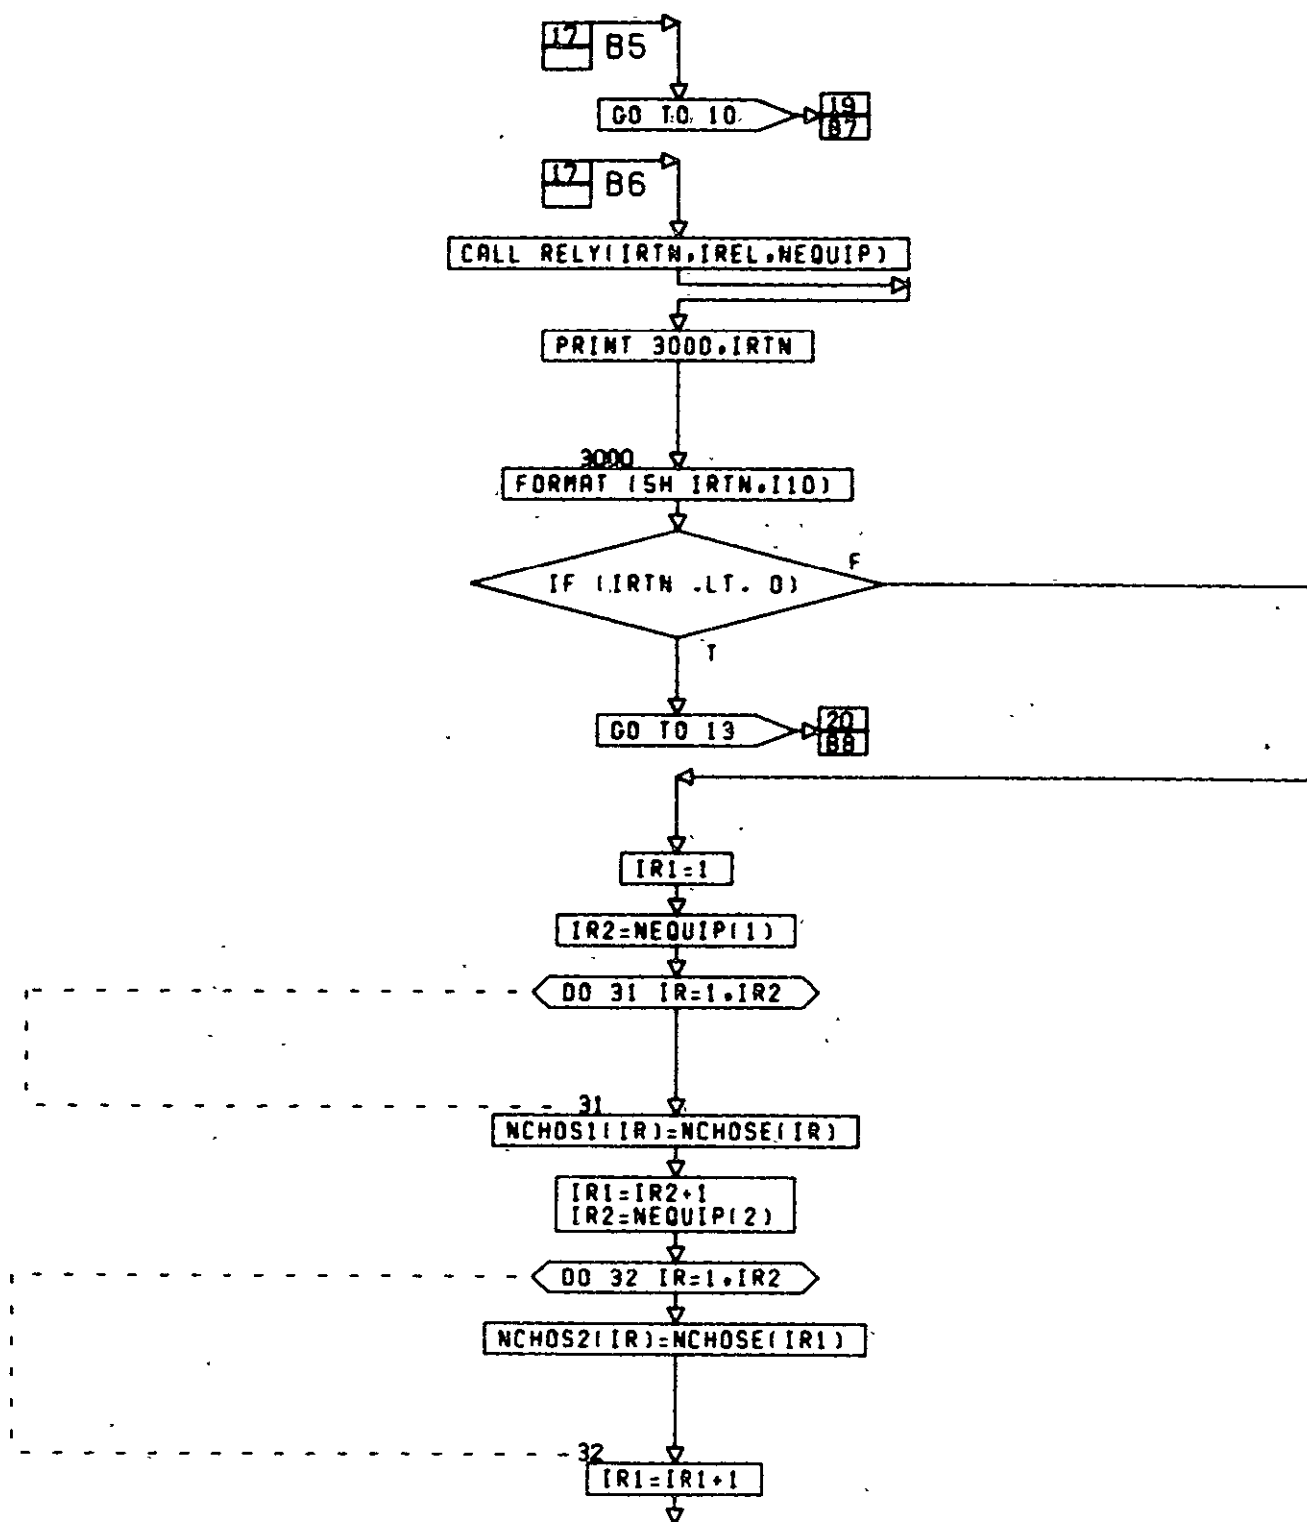 17 B5
GO TO 10
19
B7
17 B6
CALL RELY(IRTN,IREL,NEQUIP)
PRINT 3000,IRTN
3000
FORMAT (5H IRTN,I10)
IF (IRTN .LT. 0)
F
T
GO TO 13
20
B8
IR1=1
IR2=NEQUIP(1)
DO 31 IR=1,IR2
31
NCHOS1(IR)=NCHOSE(IR)
IR1=IR2+1
IR2=NEQUIP(2)
DO 32 IR=1,IR2
NCHOS2(IR)=NCHOSE(IR1)
32
IR1=IR1+1